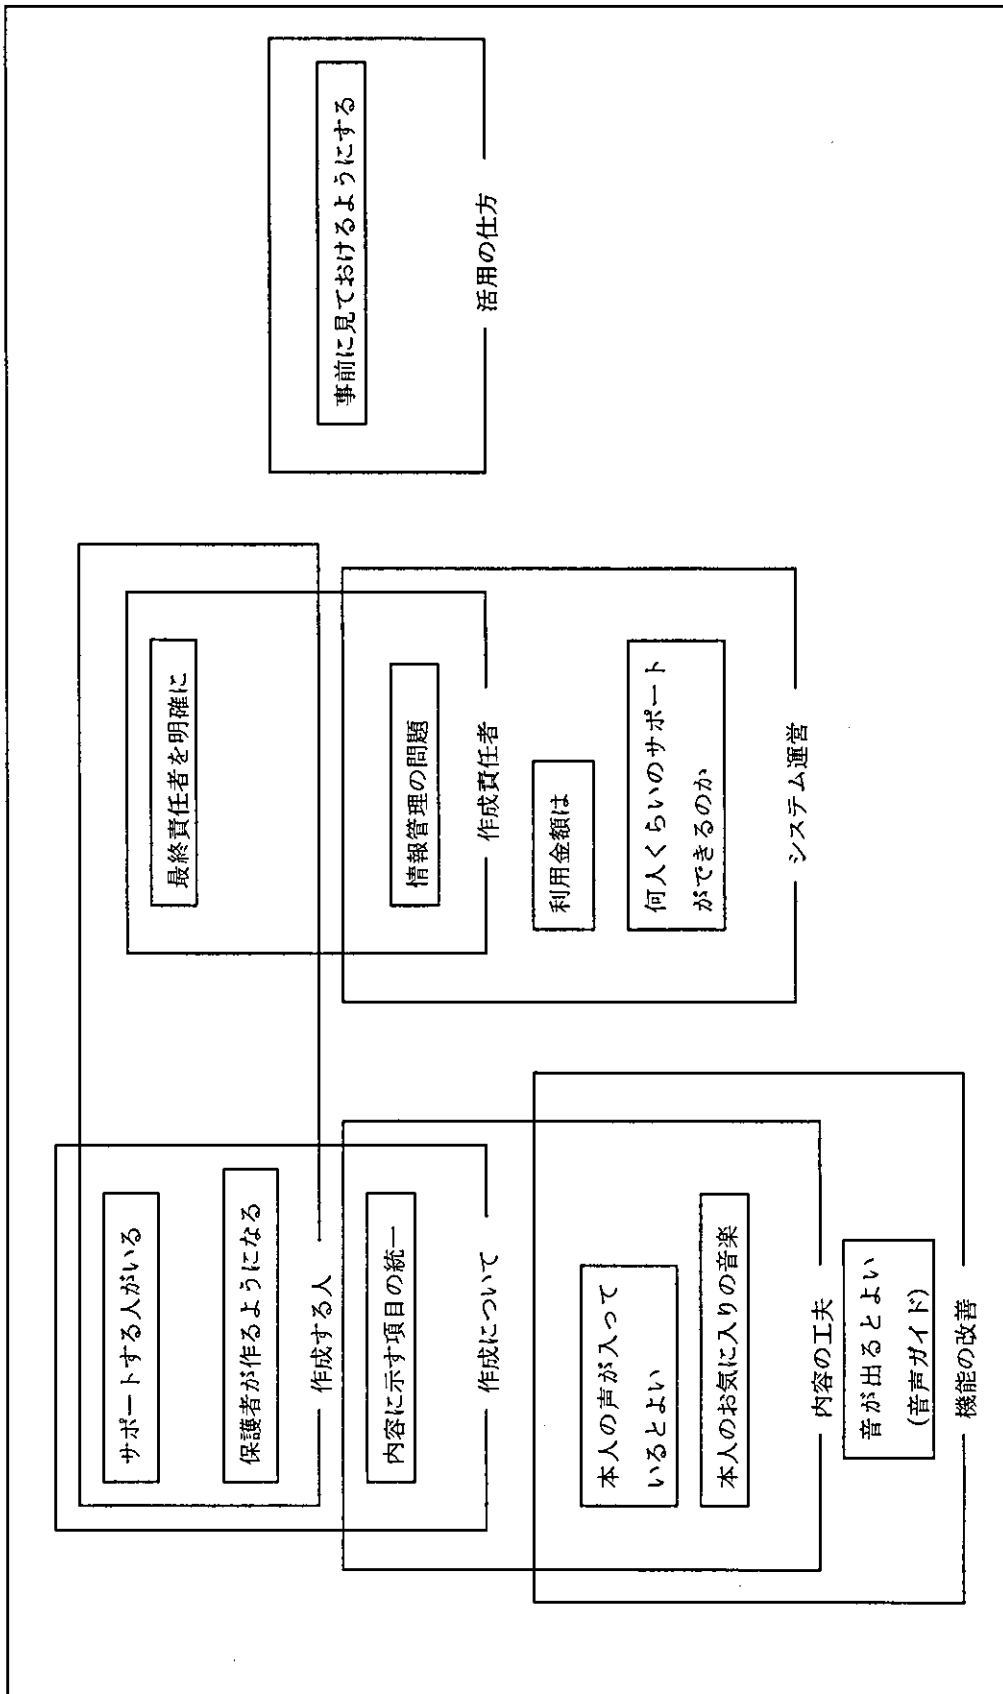 サポートする人がいる
保護者が作るようになる
作成する人
内容に示す項目の統一
作成について
本人の声が入って
いるとよい
本人のお気に入りの音楽
内容の工夫
音が出るとよい
(音声ガイド)
機能の改善
最終責任者を明確に
情報管理の問題
作成責任者
利用金額は
何人くらいのサポート
ができるのか
システム運営
事前に見ておけるようにする
活用の仕方